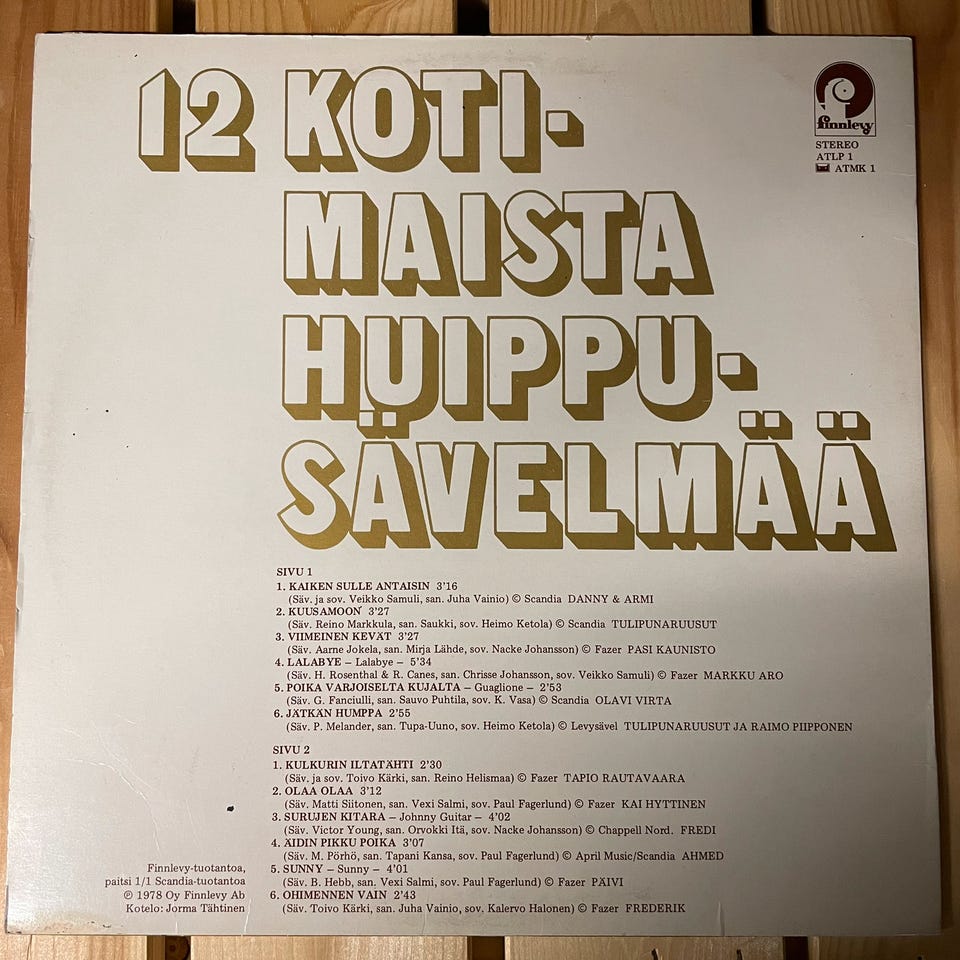 12 KOTI-
MAISTA
HUIPPU-
SÄVELMÄÄ
finnlevy
STEREO
ATLP 1
ATMK 1
SIVU 1
1. KAIKEN SULLE ANTAISIN 3'16
(Säv. ja sov. Veikko Samuli, san. Juha Vainio) © Scandia DANNY & ARMI
2. KUUSAMOON 3'27
(Säv. Reino Markkula, san. Saukki, sov. Heimo Ketola) © Scandia TULIPUNARUUSUT
3. VIIMEINEN KEVÄT 3'27
(Säv. Aarne Jokela, san. Mirja Lähde, sov. Nacke Johansson) © Fazer PASI KAUNISTO
4. LALABYE – Lalabye – 5'34
(Säv. H. Rosenthal & R. Canes, san. Chrisse Johansson, sov. Veikko Samuli) © Fazer MARKKU ARO
5. POIKA VARJOISELTA KUJALTA – Guaglione – 2'53
(Säv. G. Fanciulli, san. Sauvo Puhtila, sov. K. Vasa) © Scandia OLAVI VIRTA
6. JÄTKÄN HUMPPA 2'55
(Säv. P. Melander, san. Tupa-Uuno, sov. Heimo Ketola) © Levysävel TULIPUNARUUSUT JA RAIMO PIIPPONEN
SIVU 2
1. KULKURIN ILTATÄHTI 2'30
(Säv. ja sov. Toivo Kärki, san. Reino Helismaa) © Fazer TAPIO RAUTAVAARA
2. OLAA OLAA 3'12
(Säv. Matti Siitonen, san. Vexi Salmi, sov. Paul Fagerlund) © Fazer KAI HYTTINEN
3. SURUJEN KITARA – Johnny Guitar – 4'02
(Säv. Victor Young, san. Orvokki Itä, sov. Nacke Johansson) © Chappell Nord. FREDI
4. ÄIDIN PIKKU POIKA 3'07
(Säv. M. Pörhö, san. Tapani Kansa, sov. Paul Fagerlund) © April Music/Scandia AHMED
5. SUNNY – Sunny – 4'01
(Säv. B. Hebb, san. Vexi Salmi, sov. Paul Fagerlund) © Fazer PÄIVI
6. OHIMENNEN VAIN 2'43
(Säv. Toivo Kärki, san. Juha Vainio, sov. Kalervo Halonen) © Fazer FREDERIK
Finnlevy-tuotantoa,
paitsi 1/1 Scandia-tuotantoa
℗ 1978 Oy Finnlevy Ab
Kotelo: Jorma Tähtinen